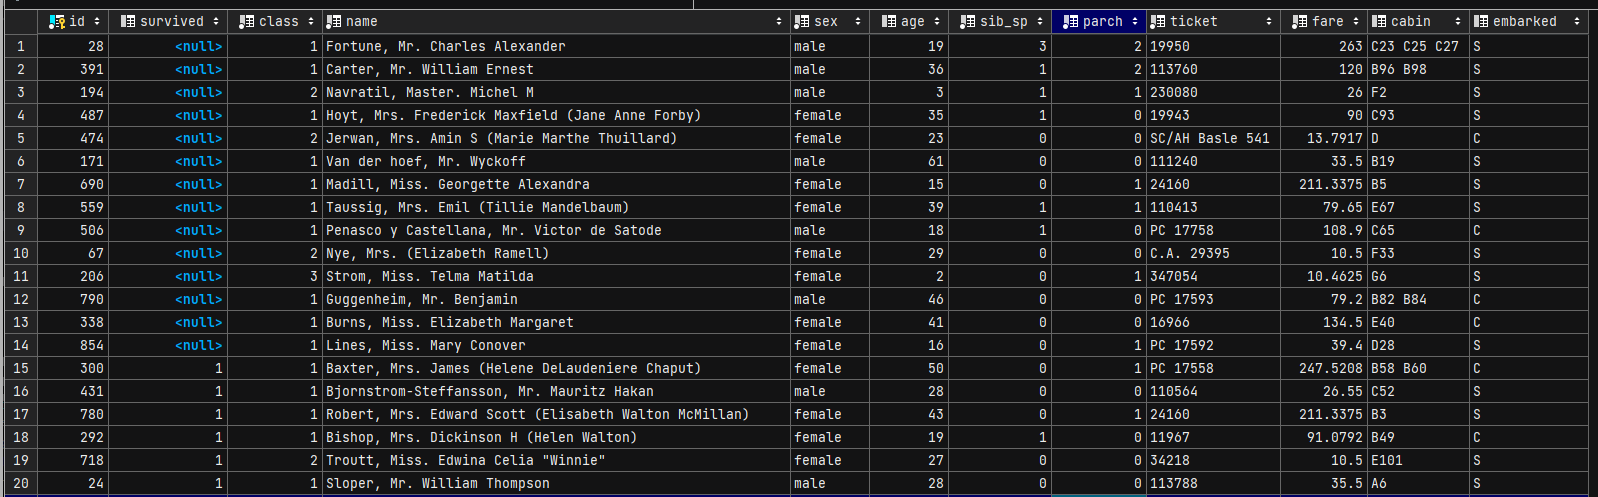 id survived class name sex age sib_sp parch ticket fare cabin embarked
1 28 <null> 1 Fortune, Mr. Charles Alexander male 19 3 2 19950 263 C23 C25 C27 S
2 391 <null> 1 Carter, Mr. William Ernest male 36 1 2 113760 120 B96 B98 S
3 194 <null> 2 Navratil, Master. Michel M male 3 1 1 230080 26 F2 S
4 487 <null> 1 Hoyt, Mrs. Frederick Maxfield (Jane Anne Forby) female 35 1 0 19943 90 C93 S
5 474 <null> 2 Jerwan, Mrs. Amin S (Marie Marthe Thuillard) female 23 0 0 SC/AH Basle 541 13.7917 D C
6 171 <null> 1 Van der hoef, Mr. Wyckoff male 61 0 0 111240 33.5 B19 S
7 690 <null> 1 Madill, Miss. Georgette Alexandra female 15 0 1 24160 211.3375 B5 S
8 559 <null> 1 Taussig, Mrs. Emil (Tillie Mandelbaum) female 39 1 1 110413 79.65 E67 S
9 506 <null> 1 Penasco y Castellana, Mr. Victor de Satode male 18 1 0 PC 17758 108.9 C65 C
10 67 <null> 2 Nye, Mrs. (Elizabeth Ramell) female 29 0 0 C.A. 29395 10.5 F33 S
11 206 <null> 3 Strom, Miss. Telma Matilda female 2 0 1 347054 10.4625 G6 S
12 790 <null> 1 Guggenheim, Mr. Benjamin male 46 0 0 PC 17593 79.2 B82 B84 C
13 338 <null> 1 Burns, Miss. Elizabeth Margaret female 41 0 0 16966 134.5 E40 C
14 854 <null> 1 Lines, Miss. Mary Conover female 16 0 1 PC 17592 39.4 D28 S
15 300 1 1 Baxter, Mrs. James (Helene DeLaudeniere Chaput) female 50 0 1 PC 17558 247.5208 B58 B60 C
16 431 1 1 Bjornstrom-Steffansson, Mr. Mauritz Hakan male 28 0 0 110564 26.55 C52 S
17 780 1 1 Robert, Mrs. Edward Scott (Elisabeth Walton McMillan) female 43 0 1 24160 211.3375 B3 S
18 292 1 1 Bishop, Mrs. Dickinson H (Helen Walton) female 19 1 0 11967 91.0792 B49 C
19 718 1 2 Troutt, Miss. Edwina Celia "Winnie" female 27 0 0 34218 10.5 E101 S
20 24 1 1 Sloper, Mr. William Thompson male 28 0 0 113788 35.5 A6 S